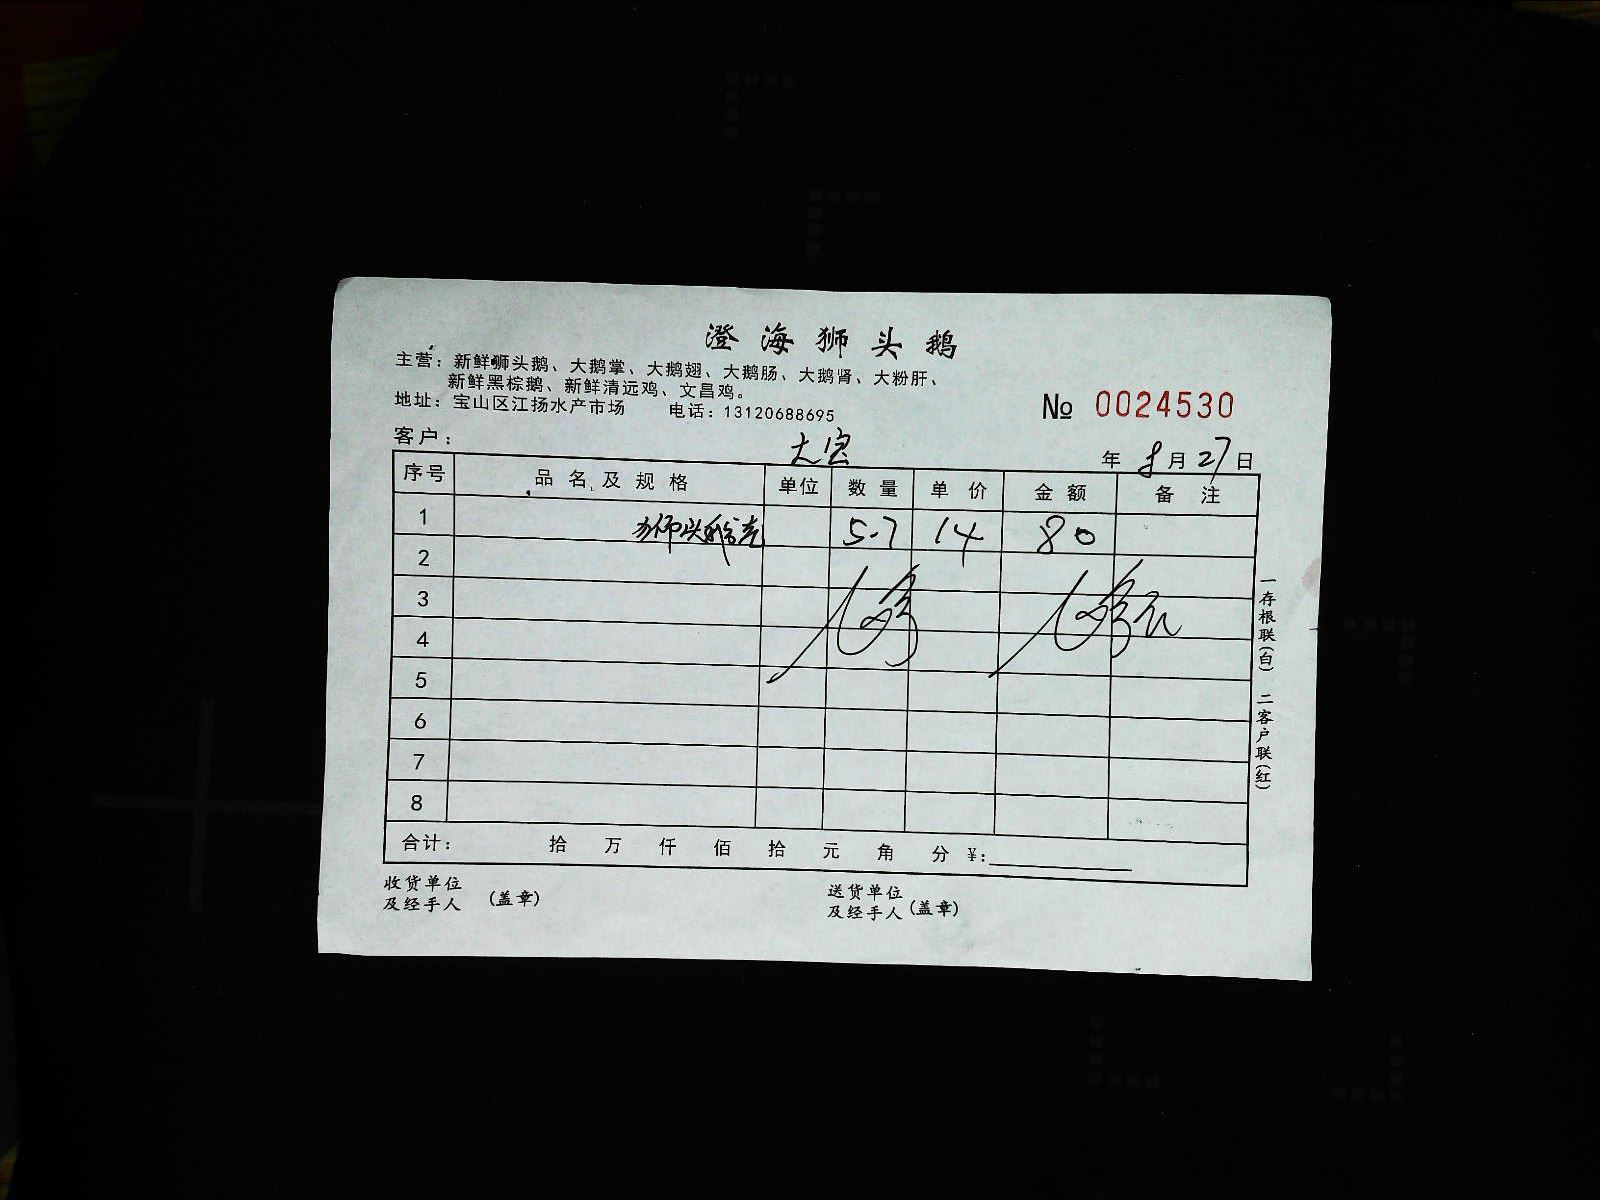 澄海狮头鹅
主营：新鲜狮头鹅、大鹅掌、大鹅翅、大鹅肠、大鹅肾、大粉肝、
新鲜黑棕鹅、新鲜清远鸡、文昌鸡。
地址：宝山区江扬水产市场 电话：13120688695
№ 0024530
客户： 大宝 年 8月 27日
序号 品名及规格 单位 数量 单价 金额 备注
1 狮头鹅壳 5.7 14 80
2
3
4
5
6
7
8
合计： 拾 万 仟 佰 拾 元 角 分 ¥:
收货单位
及经手人 (盖章)
送货单位
及经手人 (盖章)
一存根联(白) 二客户联(红)